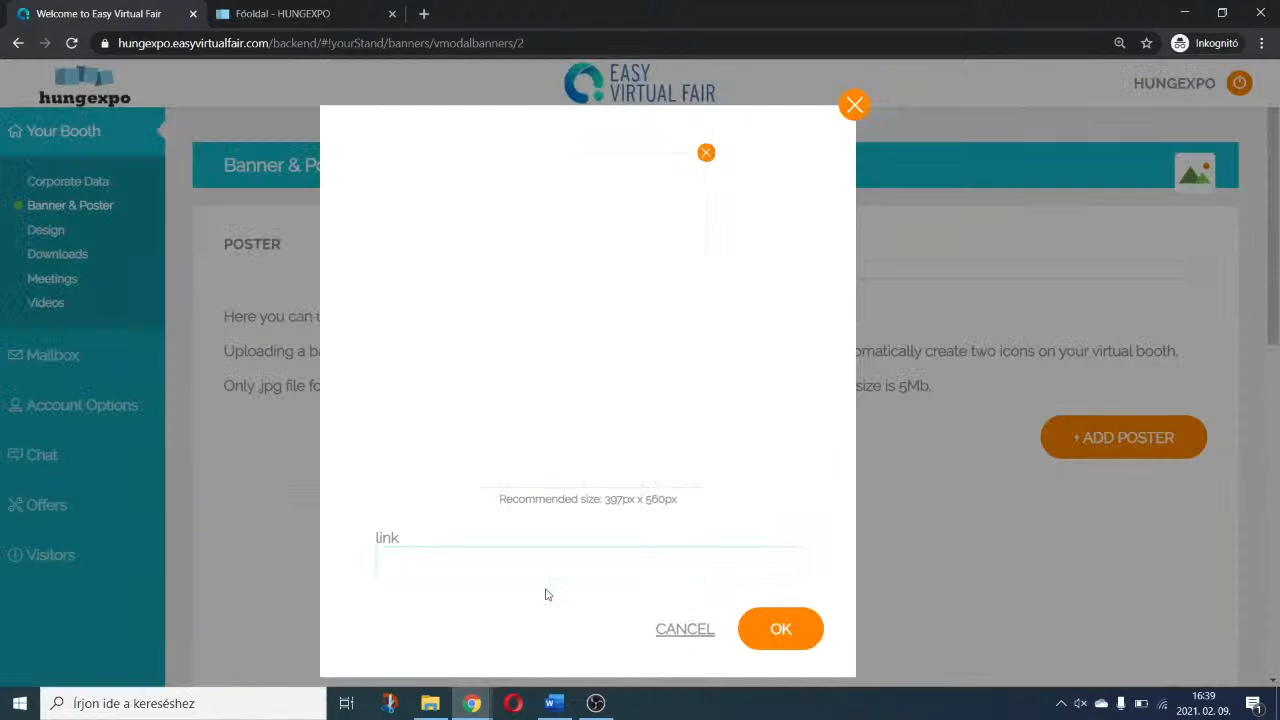 Welcome to Easy Virtual Fair
Főoldal - HUNGEXPO
hungexpo.easyvirtualfair.com/backend/#!yourStand/banners/vmodalbanners/2
Inkognitó
hungexpo
EASY
VIRTUAL FAIR
HUNGEXPO
Your Booth
Corporate Data
Banner & Poster
Design
Downloads
Meetings
Videos
Mailbox
Account Options
Chat
Offers
Visitors
Banner & Po
POSTER
Here you can u
Uploading a ba
omatically create two icons on your virtual booth.
Only .jpg file fo
size is 5Mb.
+ ADD POSTER
Recommended size: 397px x 560px
link
CANCEL
OK
Írjon ide a kereséshez
16:39
2021. 02. 09.
1